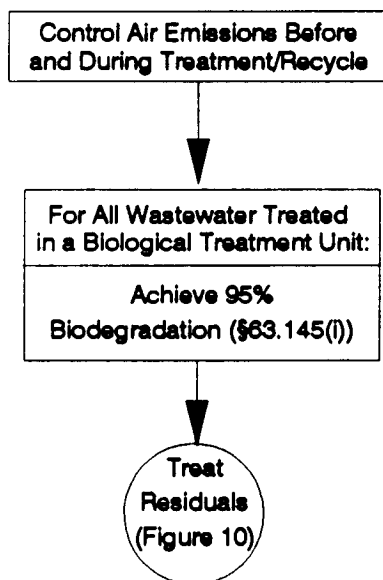 Control Air Emissions Before
and During Treatment/Recycle
For All Wastewater Treated
in a Biological Treatment Unit:
Achieve 95%
Biodegradation (§63.145(i))
Treat
Residuals
(Figure 10)